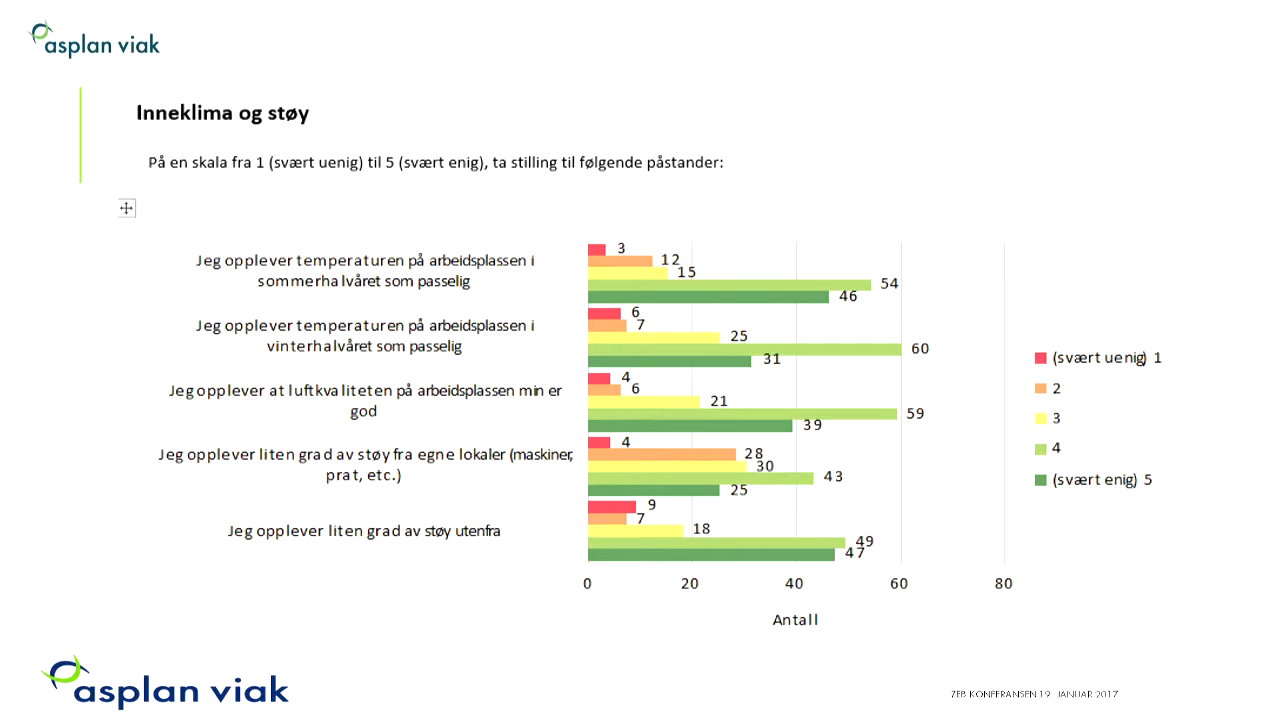 asplan viak
Inneklima og støy
På en skala fra 1 (svært uenig) til 5 (svært enig), ta stilling til følgende påstander:
Jeg opplever temperaturen på arbeidsplassen i
sommerhalvåret som passelig
3
12
15
54
46
Jeg opplever temperaturen på arbeidsplassen i
vinterhalvåret som passelig
6
7
25
60
31
Jeg opplever at luftkvaliteten på arbeidsplassen min er
god
4
6
21
59
39
Jeg opplever liten grad av støy fra egne lokaler (maskiner,
prat, etc.)
4
28
30
43
25
Jeg opplever liten grad av støy utenfra
9
7
18
49
47
0 20 40 60 80
Antall
(svært uenig) 1
2
3
4
(svært enig) 5
asplan viak
ZEB KONFERANSEN 19. JANUAR 2017